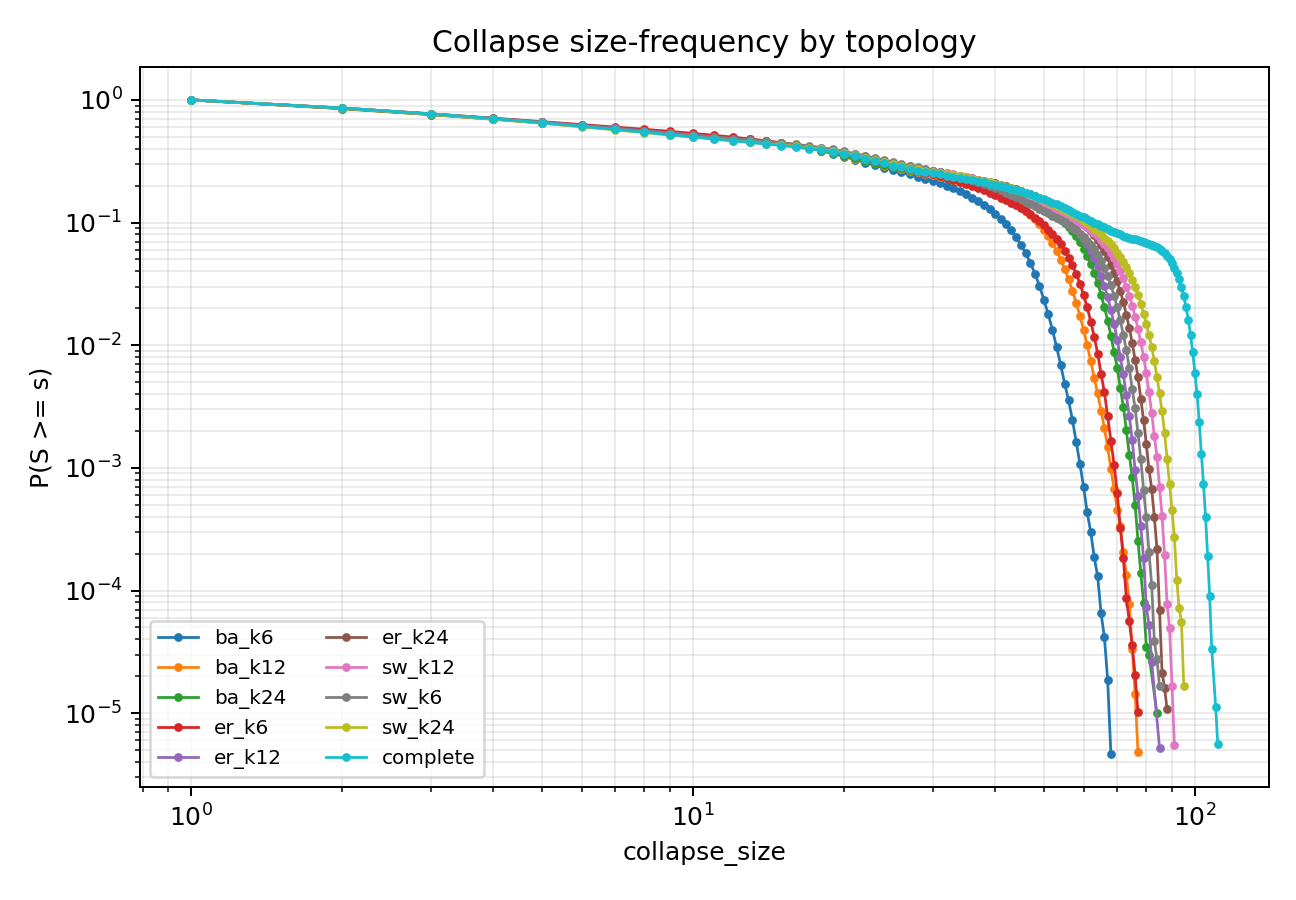 Collapse size-frequency by topology
10^0
10^-1
10^-2
10^-3
10^-4
10^-5
P(S >= s)
ba_k6
ba_k12
ba_k24
er_k6
er_k12
er_k24
sw_k12
sw_k6
sw_k24
complete
10^0
10^1
10^2
collapse_size